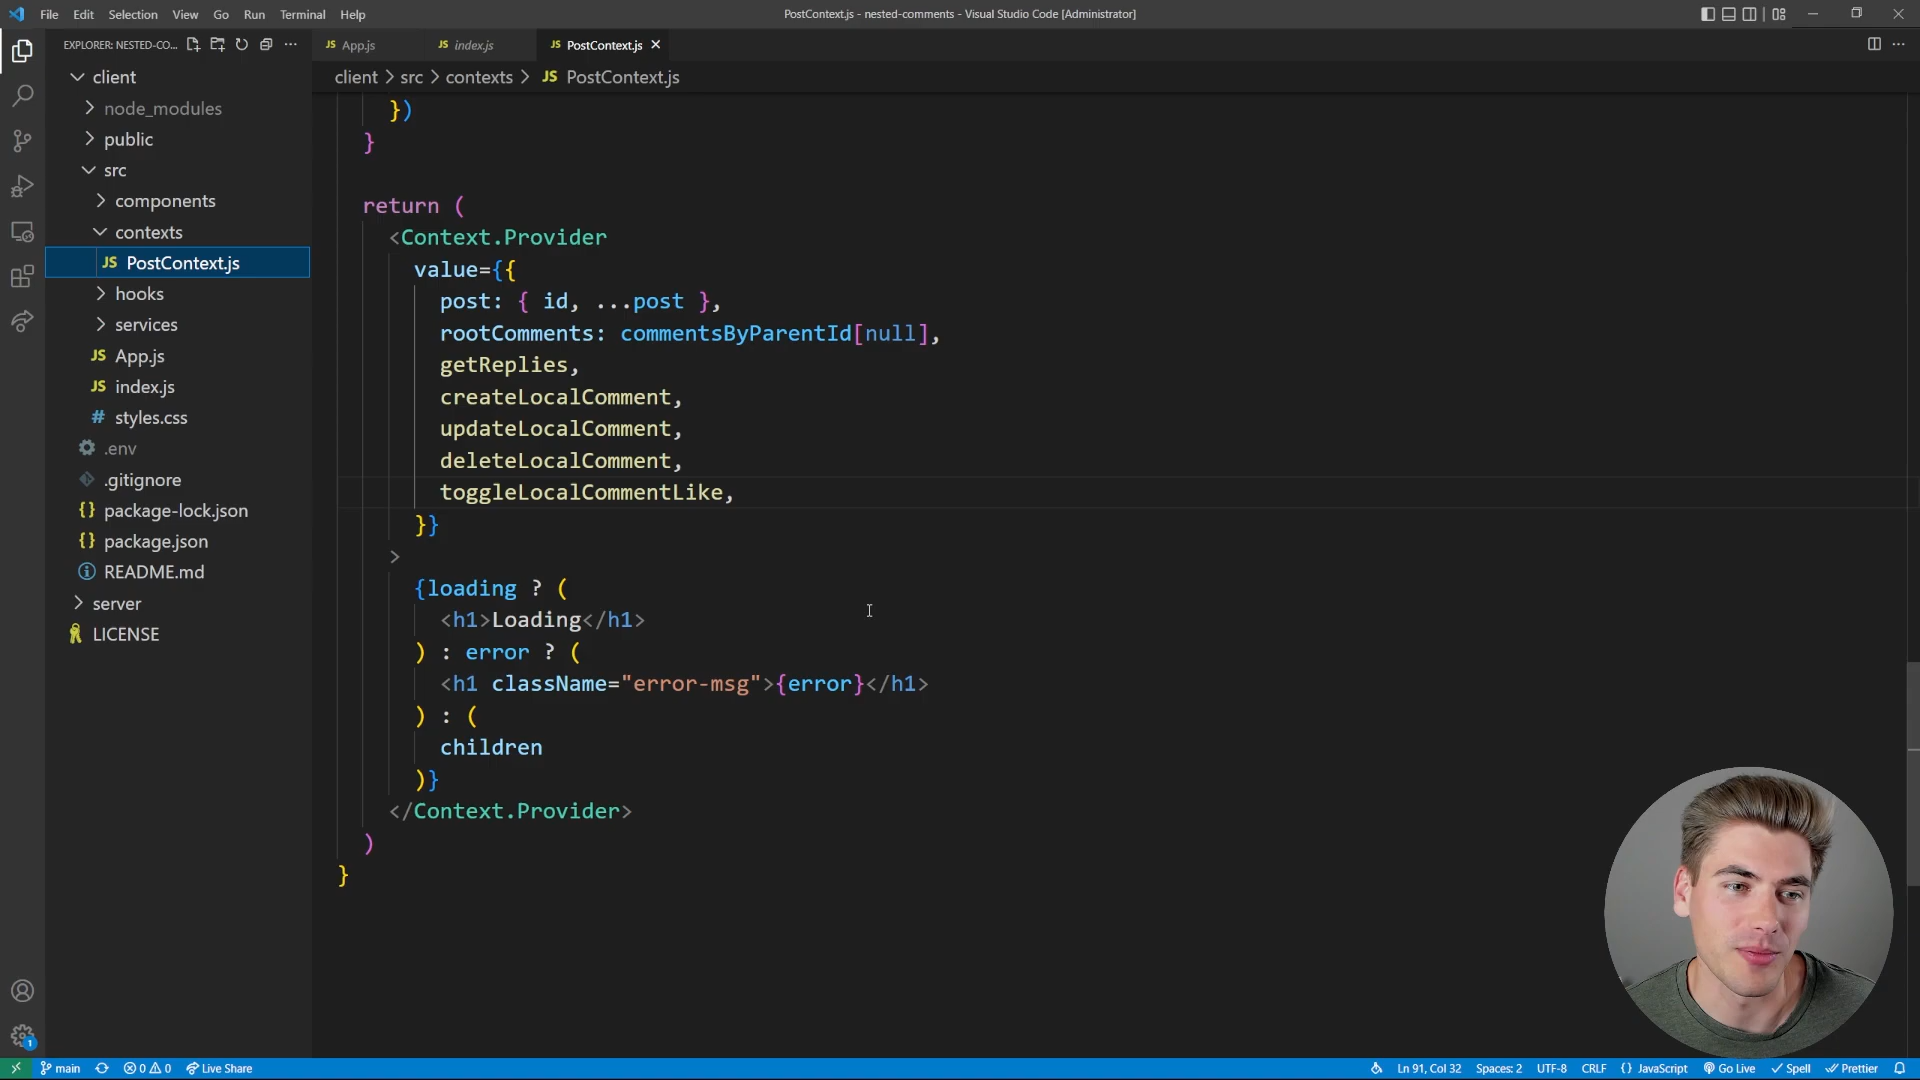 File Edit Selection View Go Run Terminal Help
PostContext.js - nested-comments - Visual Studio Code [Administrator]
EXPLORER: NESTED-CO...
JS App.js
JS index.js
JS PostContext.js
client > src > contexts > JS PostContext.js
client
node_modules
public
src
components
contexts
JS PostContext.js
hooks
services
JS App.js
JS index.js
# styles.css
.env
.gitignore
{} package-lock.json
{} package.json
README.md
server
LICENSE
})
}
return (
<Context.Provider
value={{
post: { id, ...post },
rootComments: commentsByParentId[null],
getReplies,
createLocalComment,
updateLocalComment,
deleteLocalComment,
toggleLocalCommentLike,
}}
>
{loading ? (
<h1>Loading</h1>
) : error ? (
<h1 className="error-msg">{error}</h1>
) : (
children
)}
</Context.Provider>
)
}
1
main
0 0
Live Share
Ln 91, Col 32
Spaces: 2
UTF-8
CRLF
{} JavaScript
Go Live
Spell
Prettier